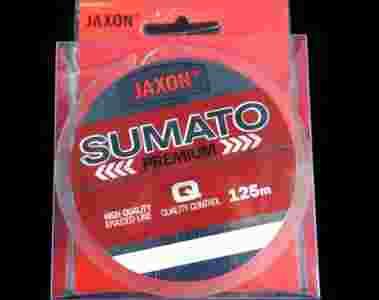 JAXON
JAXON
SUMATO
PREMIUM
Q
HIGH QUALITY
BRAIDED LINE
QUALITY CONTROL
125m